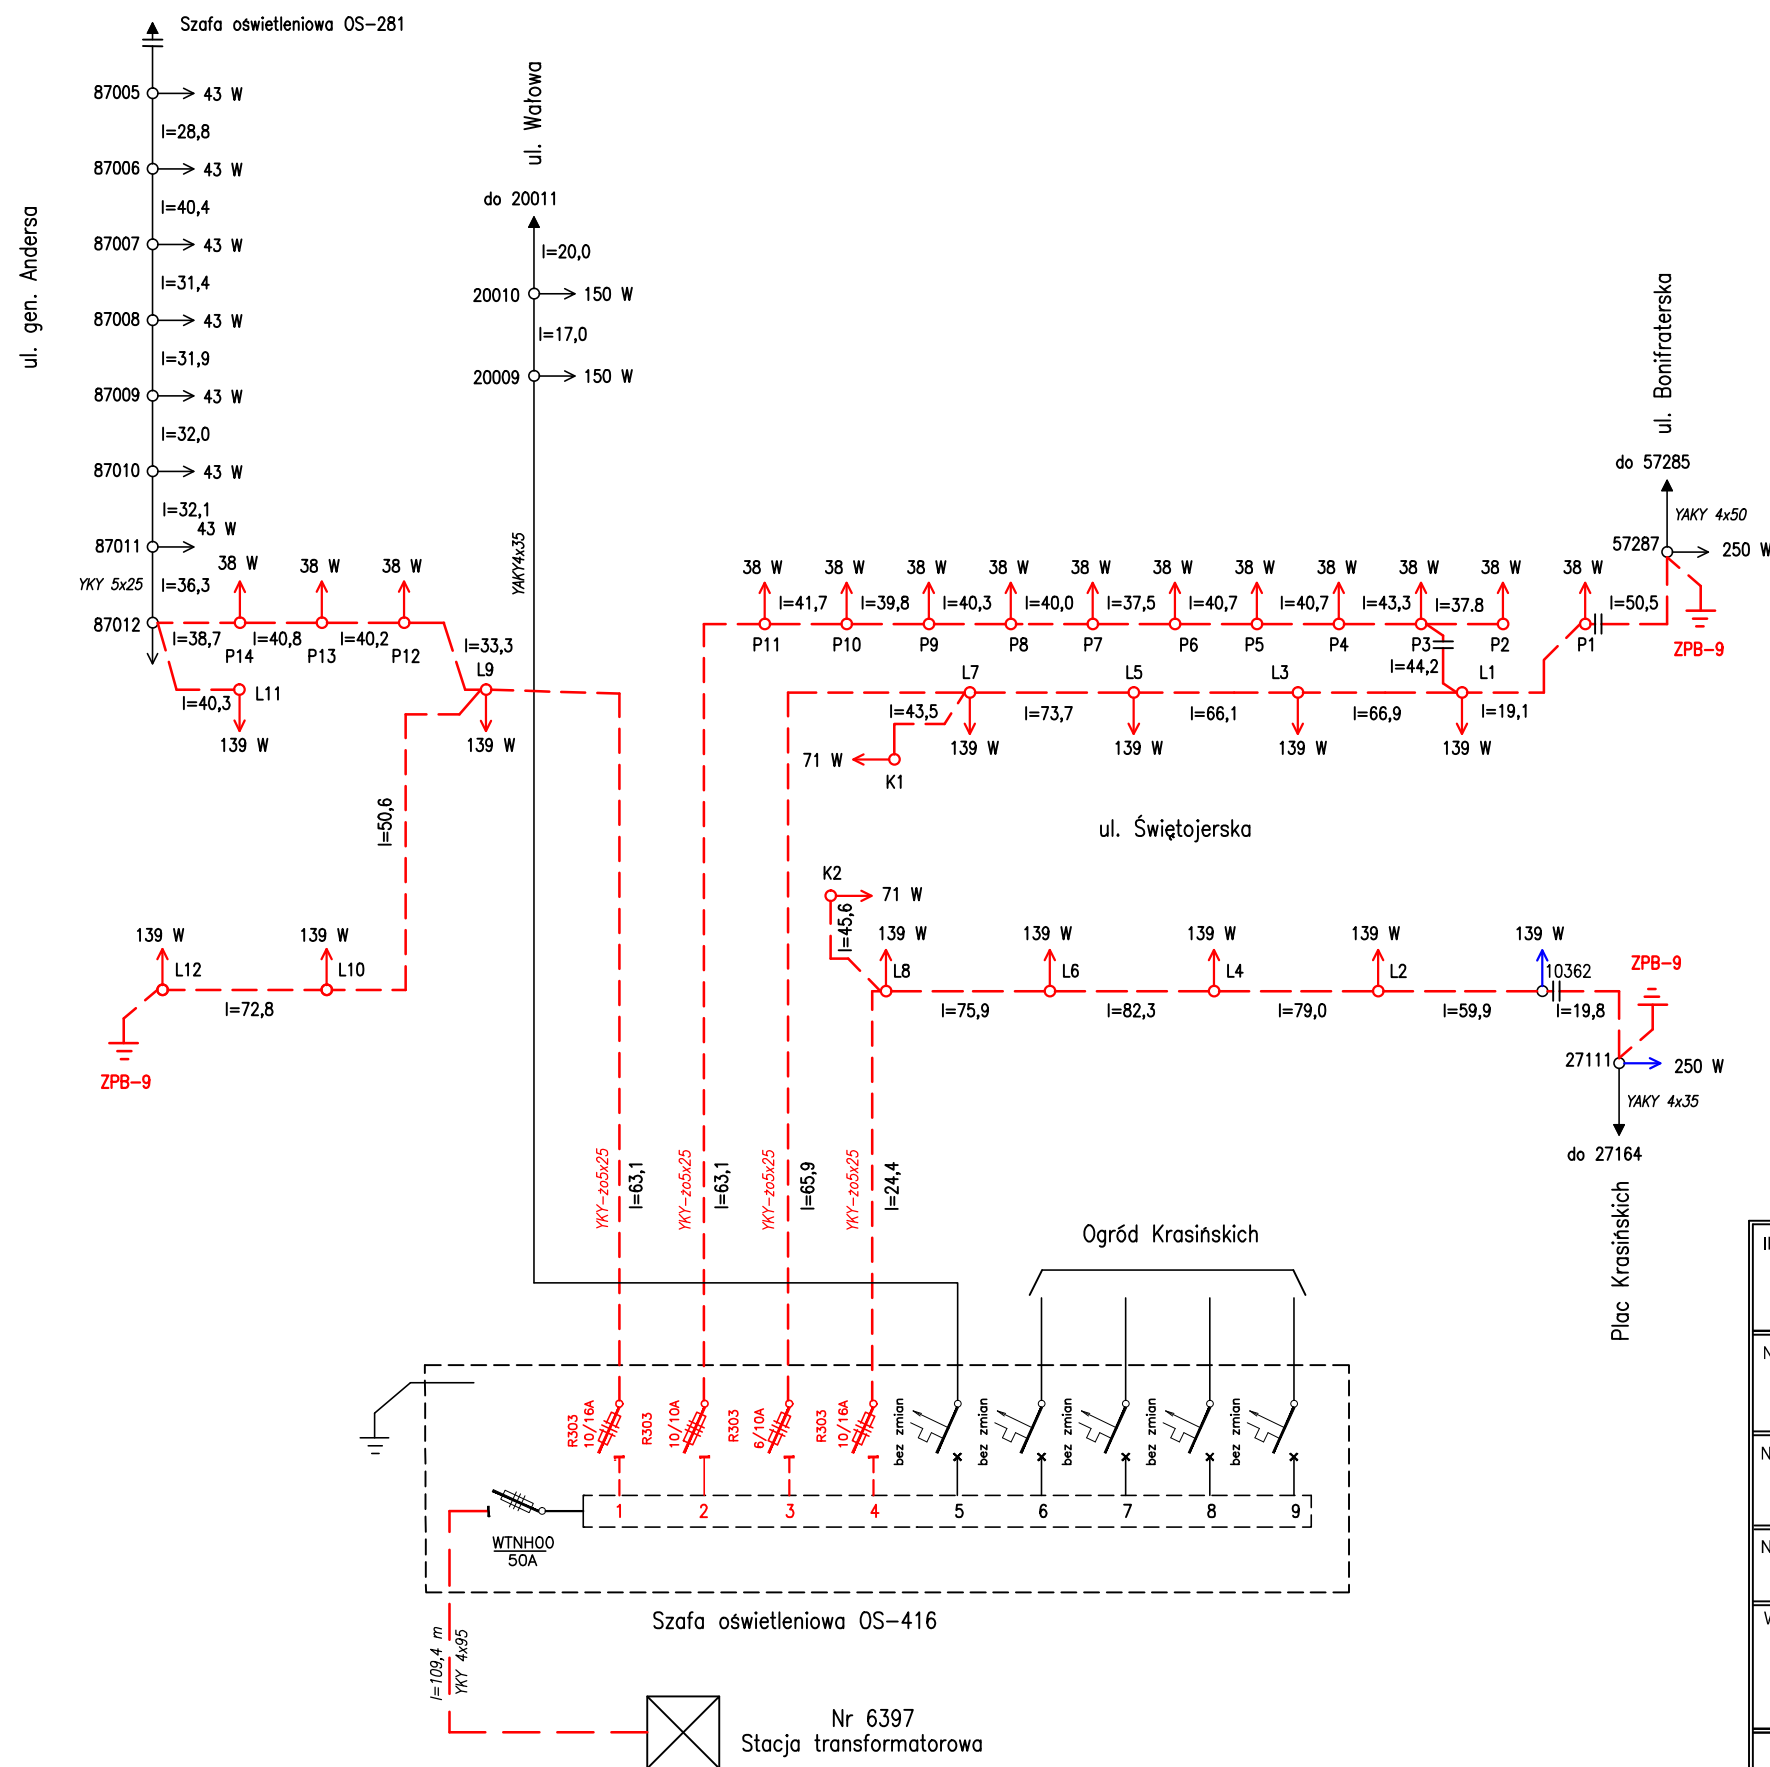 Szafa oświetleniowa OS-281
87005
43 W
l=28,8
87006
43 W
l=40,4
87007
43 W
l=31,4
87008
43 W
l=31,9
87009
43 W
l=32,0
87010
43 W
l=32,1
87011
43 W
YKY 5x25
l=36,3
87012
ul. gen. Andersa
ul. Wałowa
do 20011
l=20,0
20010
150 W
l=17,0
20009
150 W
YAKY4x35
38 W
38 W
38 W
l=38,7
l=40,8
l=40,2
P14
P13
P12
l=33,3
L9
L11
l=40,3
139 W
139 W
l=50,6
139 W
139 W
L12
L10
l=72,8
ZPB-9
38 W
38 W
38 W
38 W
38 W
38 W
38 W
38 W
38 W
38 W
38 W
l=41,7
l=39,8
l=40,3
l=40,0
l=37,5
l=40,7
l=40,7
l=43,3
l=37.8
l=50,5
P11
P10
P9
P8
P7
P6
P5
P4
P3
P2
P1
l=44,2
ul. Bonifraterska
do 57285
YAKY 4x50
57287
250 W
ZPB-9
L7
L5
L3
L1
l=43,5
l=73,7
l=66,1
l=66,9
l=19,1
139 W
139 W
139 W
139 W
71 W
K1
ul. Świętojerska
K2
71 W
l=45,6
139 W
139 W
139 W
139 W
139 W
L8
L6
L4
L2
10362
l=75,9
l=82,3
l=79,0
l=59,9
l=19,8
ZPB-9
27111
250 W
YAKY 4x35
do 27164
Plac Krasińskich
YKY-żo5x25
l=63,1
YKY-żo5x25
l=63,1
YKY-żo5x25
l=65,9
YKY-żo5x25
l=24,4
Ogród Krasińskich
R303
10/16A
R303
10/10A
R303
6/10A
R303
10/16A
bez zmian
bez zmian
bez zmian
bez zmian
bez zmian
1
2
3
4
5
6
7
8
9
WTNH00
50A
Szafa oświetleniowa OS-416
l=109,4 m
YKY 4x95
Nr 6397
Stacja transformatorowa
N
N
N